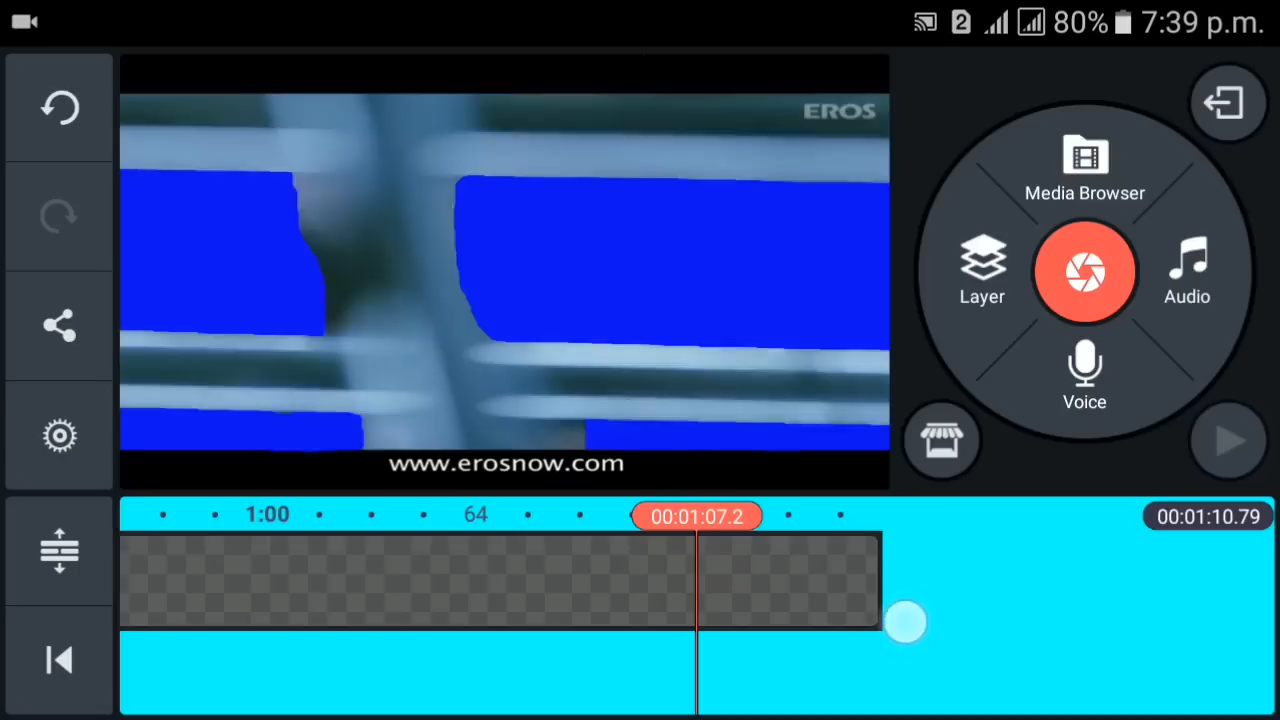 2 80% 7:39 p.m.
EROS
Media Browser
Layer
Audio
Voice
www.erosnow.com
1:00 64 00:01:07.2 00:01:10.79